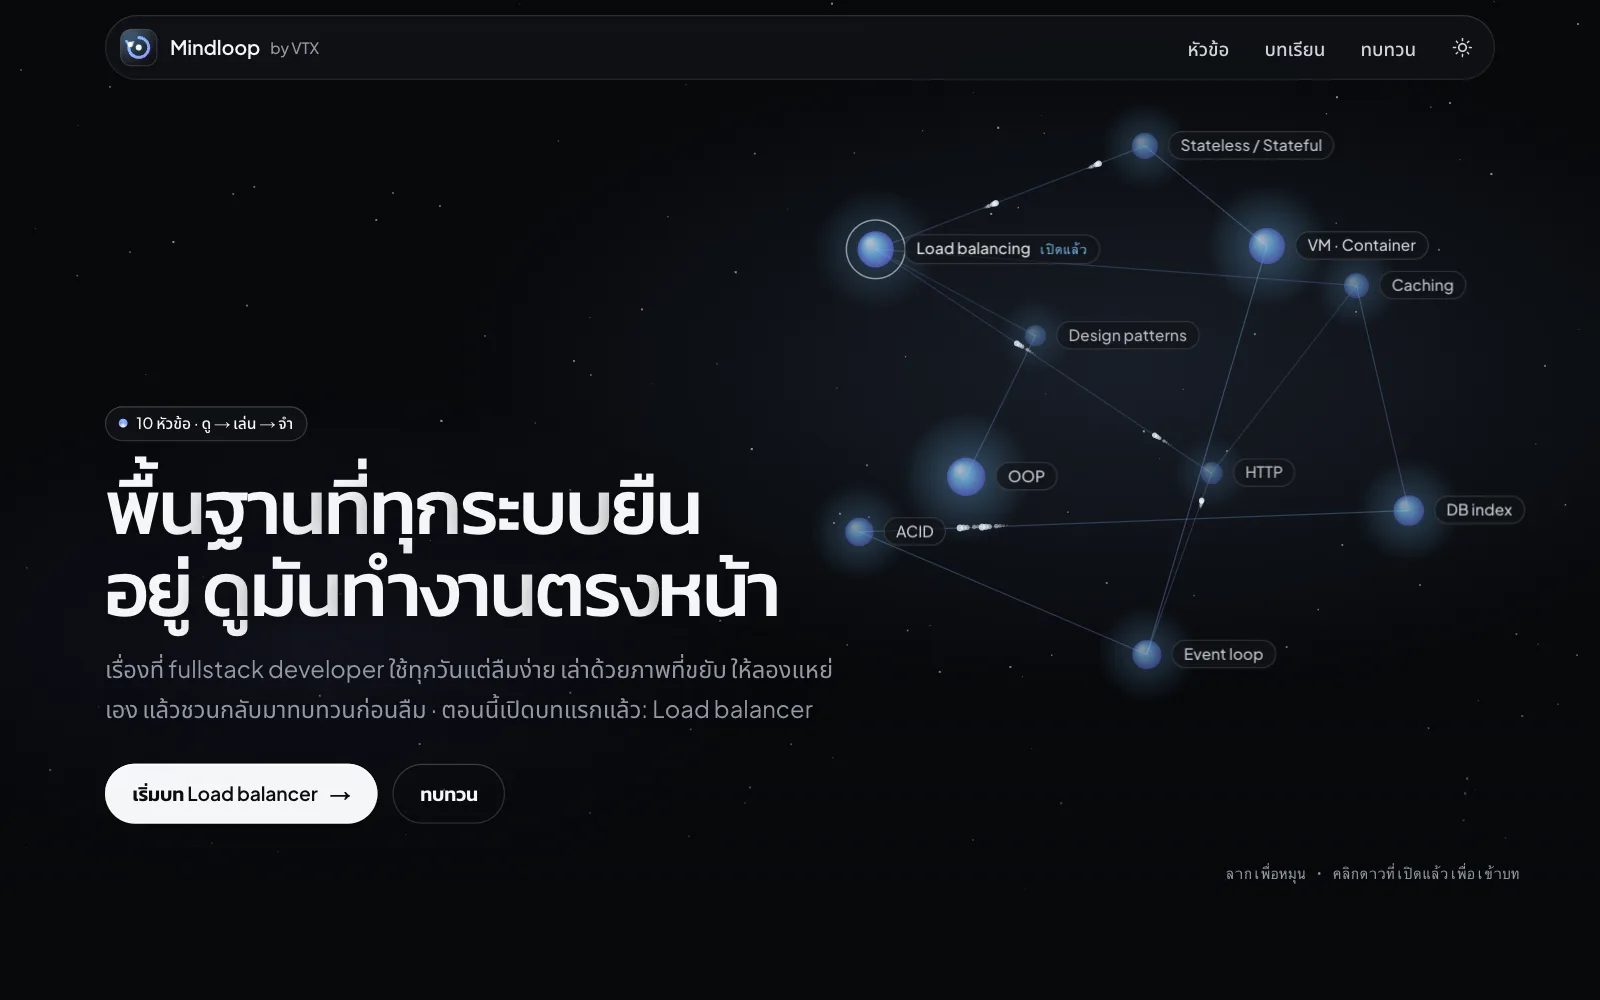 Mindloop by VTX
หัวข้อ
บทเรียน
ทบทวน
Stateless / Stateful
Load balancing เปิดแล้ว
VM · Container
Caching
Design patterns
10 หัวข้อ · ดู → เล่น → จำ
พื้นฐานที่ทุกระบบยืน
อยู่ ดูมันทำงานตรงหน้า
OOP
HTTP
ACID
DB index
Event loop
เรื่องที่ fullstack developer ใช้ทุกวันแต่ลืมง่าย เล่าด้วยภาพที่ขยับ ให้ลองแหย่
เอง แล้วชวนกลับมาทบทวนก่อนลืม · ตอนนี้เปิดบทแรกแล้ว: Load balancer
เริ่มบท Load balancer →
ทบทวน
ลากเพื่อหมุน · คลิกดาวที่เปิดแล้วเพื่อเข้าบท